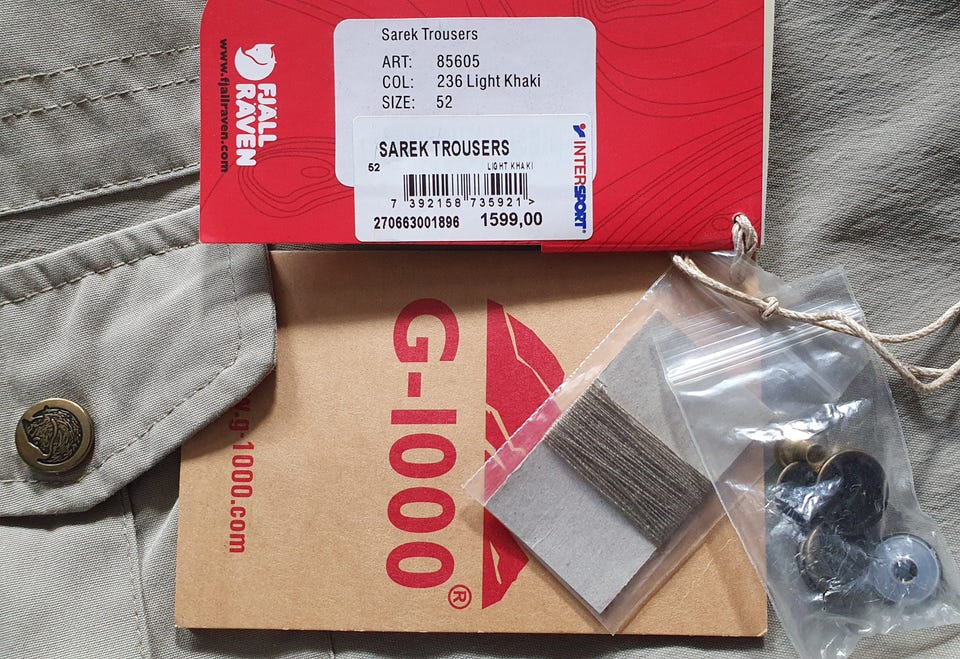 Sarek Trousers
ART: 85605
COL: 236 Light Khaki
SIZE: 52
SAREK TROUSERS
52 LIGHT KHAKI
7 392158 735921 >
270663001896 1599,00
INTERSPORT®
FJALL
RAVEN
www.fjallraven.com
G-1000®
w.g-1000.com